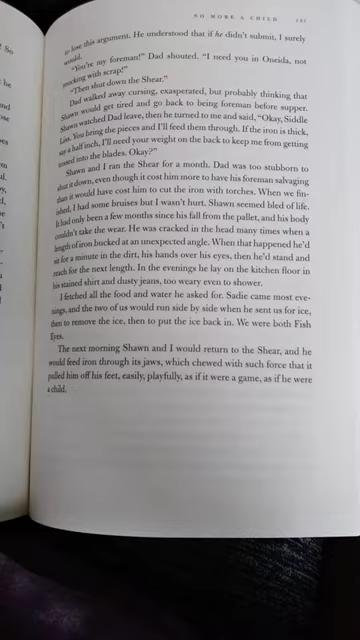 NO MORE A CHILD
to lose this argument. He understood that if he didn't submit, I surely
would.
"You're my foreman!" Dad shouted. "I need you in Oneida, not
mucking with scrap!"
"Then shut down the Shear."
Dad walked away cursing, exasperated, but probably thinking that
Shawn would get tired and go back to being foreman before supper.
Shawn watched Dad leave, then he turned to me and said, "Okay, Siddle
Liss. You bring the pieces and I'll feed them through. If the iron is thick,
say a half inch, I'll need your weight on the back to keep me from getting
tossed into the blades. Okay?"
Shawn and I ran the Shear for a month. Dad was too stubborn to
shut it down, even though it cost him more to have his foreman salvaging
than it would have cost him to cut the iron with torches. When we fin-
ished, I had some bruises but I wasn't hurt. Shawn seemed bled of life.
It had only been a few months since his fall from the pallet, and his body
couldn't take the wear. He was cracked in the head many times when a
length of iron bucked at an unexpected angle. When that happened he'd
sit for a minute in the dirt, his hands over his eyes, then he'd stand and
reach for the next length. In the evenings he lay on the kitchen floor in
his stained shirt and dusty jeans, too weary even to shower.
I fetched all the food and water he asked for. Sadie came most eve-
nings, and the two of us would run side by side when he sent us for ice,
then to remove the ice, then to put the ice back in. We were both Fish
Eyes.
The next morning Shawn and I would return to the Shear, and he
would feed iron through its jaws, which chewed with such force that it
pulled him off his feet, easily, playfully, as if it were a game, as if he were
a child.